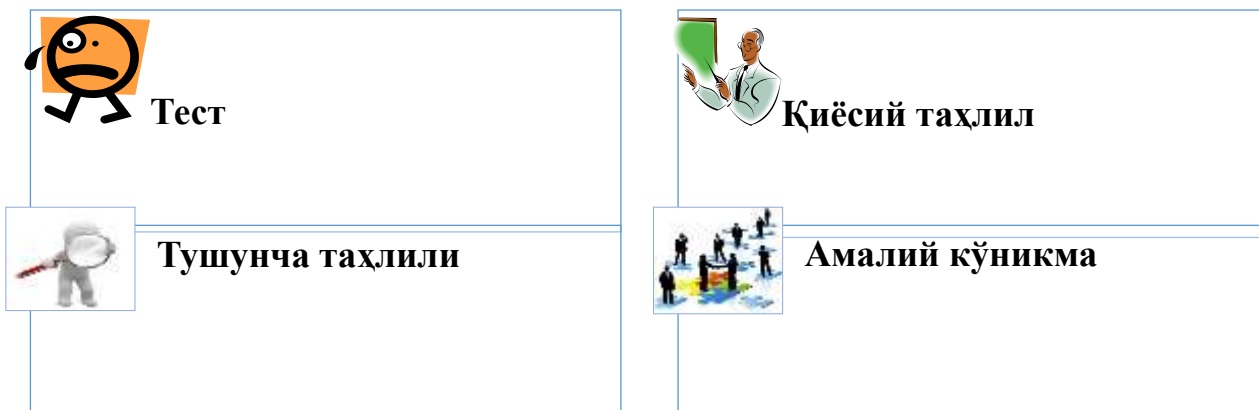 Тест
Қиёсий таҳлил
Тушунча таҳлили
Амалий кўникма